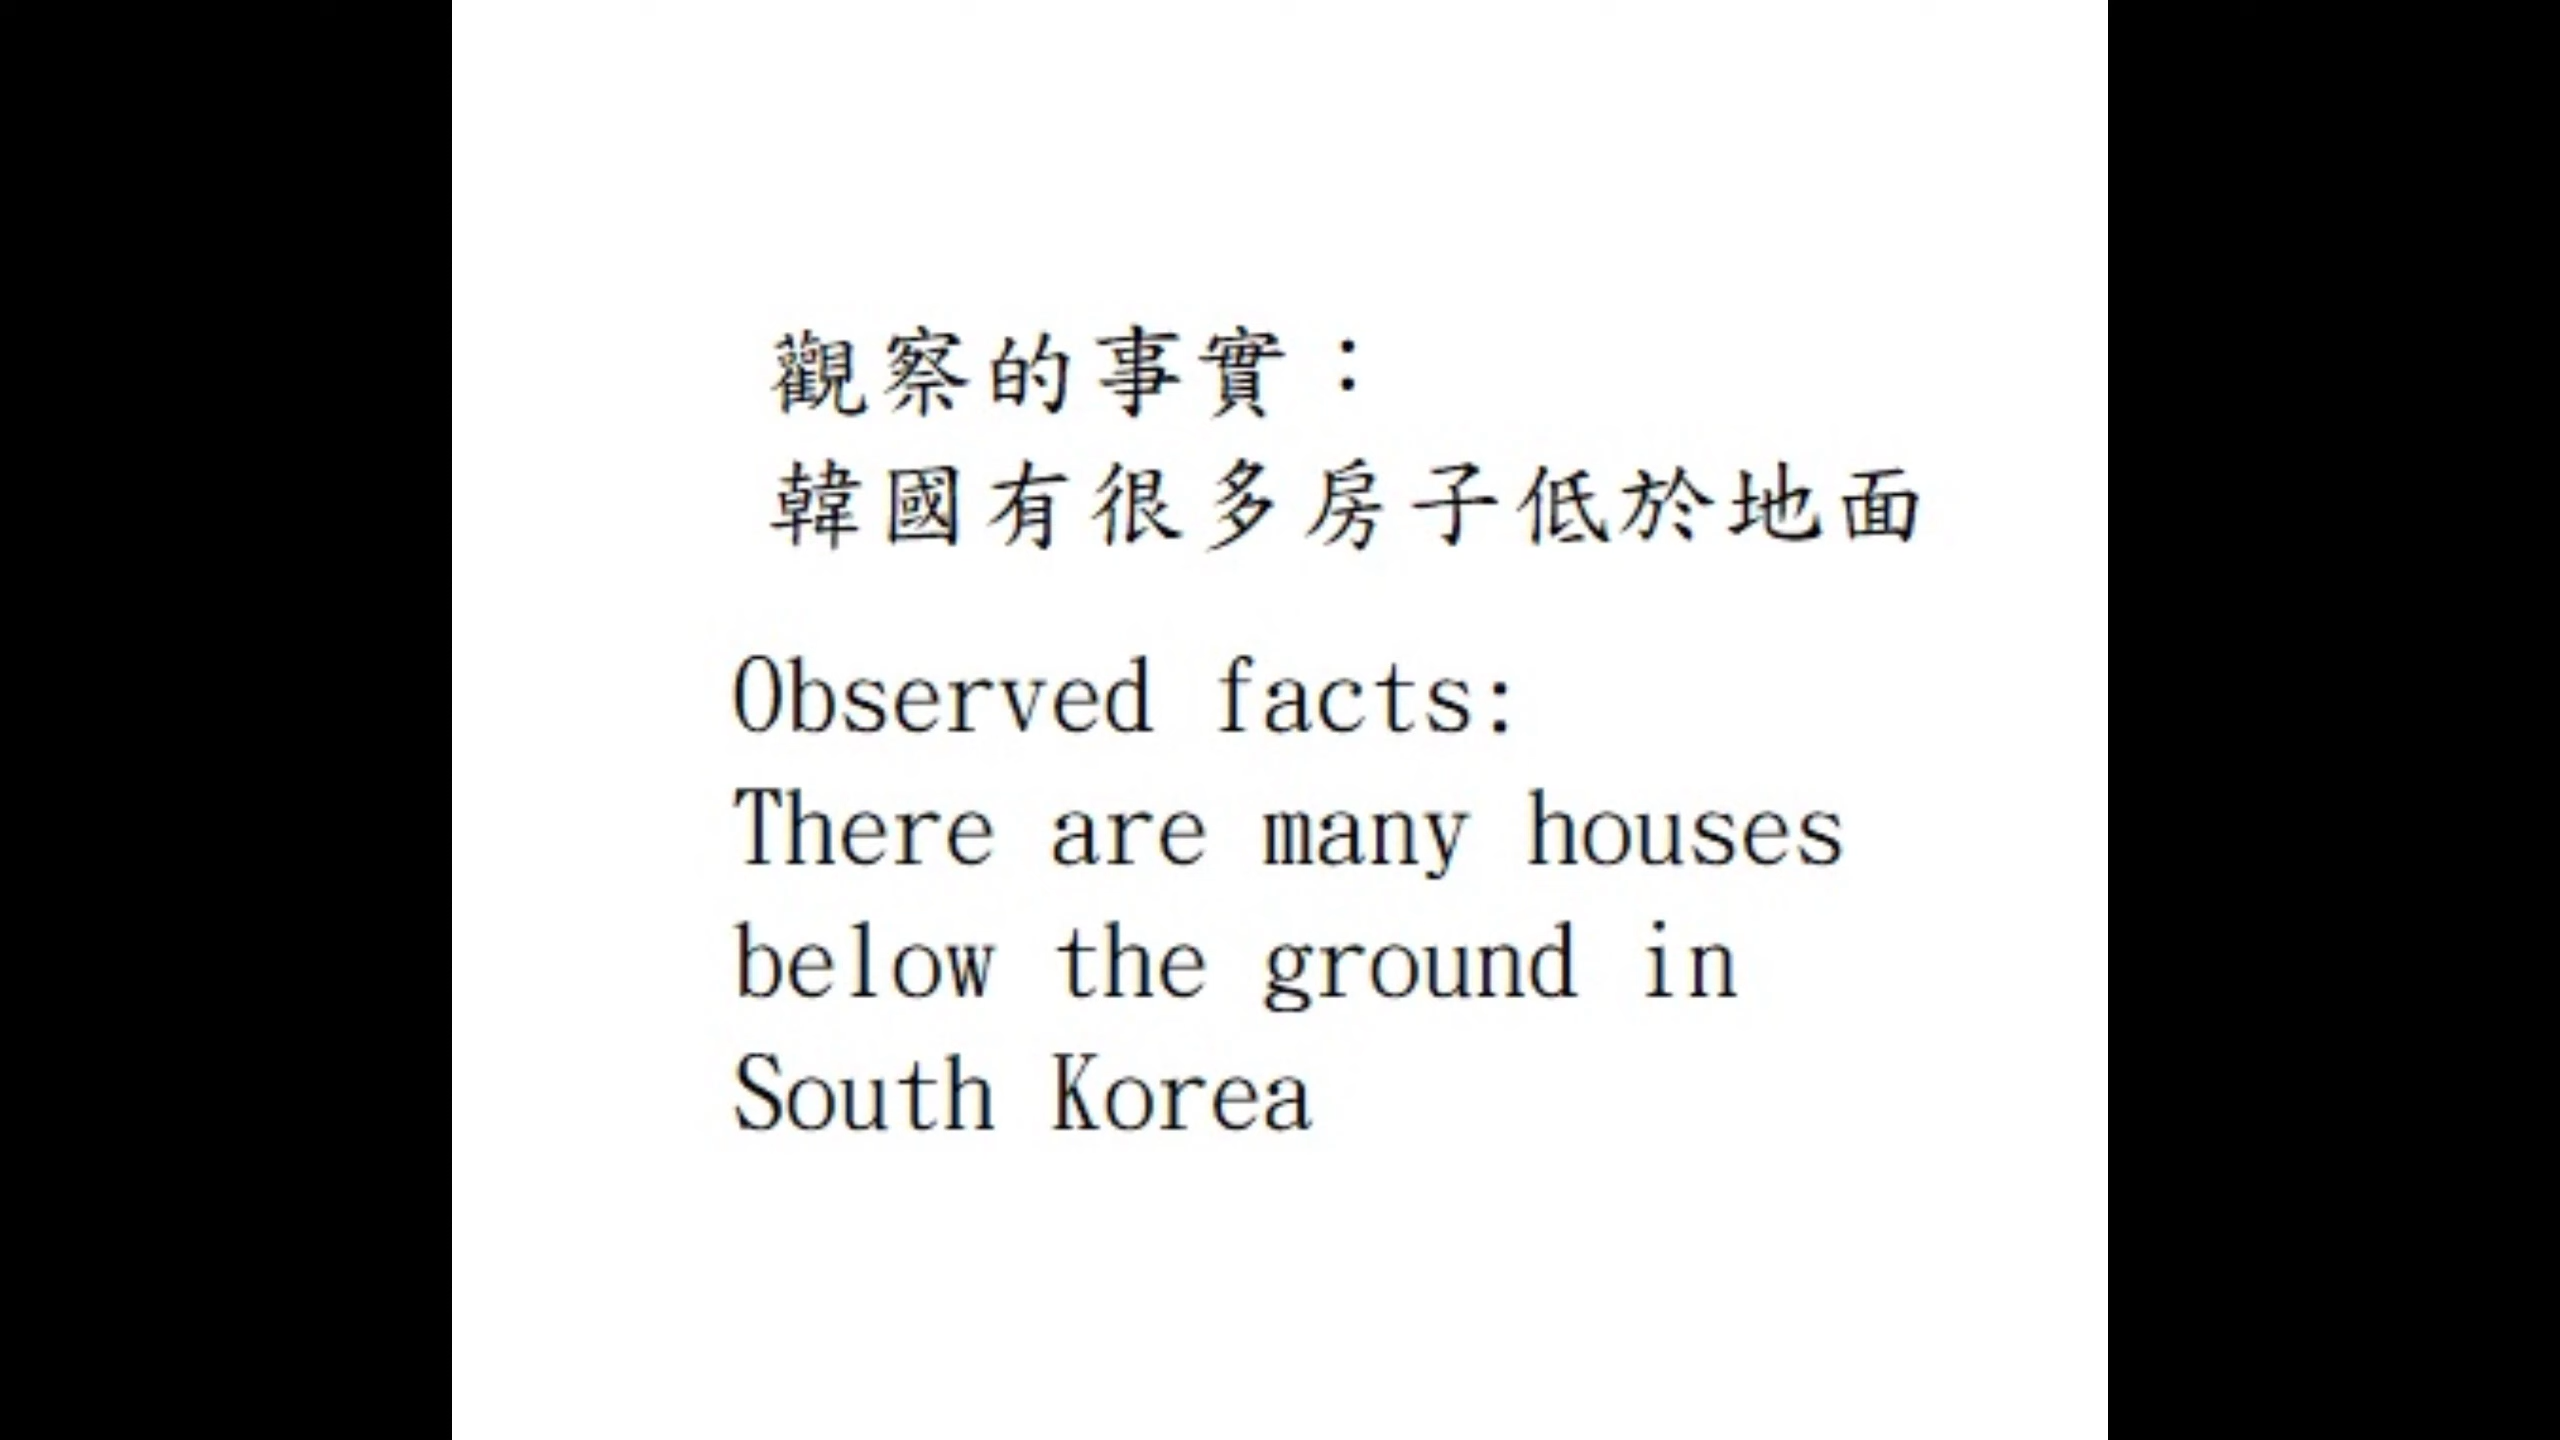 觀察的事實：
韓國有很多房子低於地面
Observed facts:
There are many houses
below the ground in
South Korea